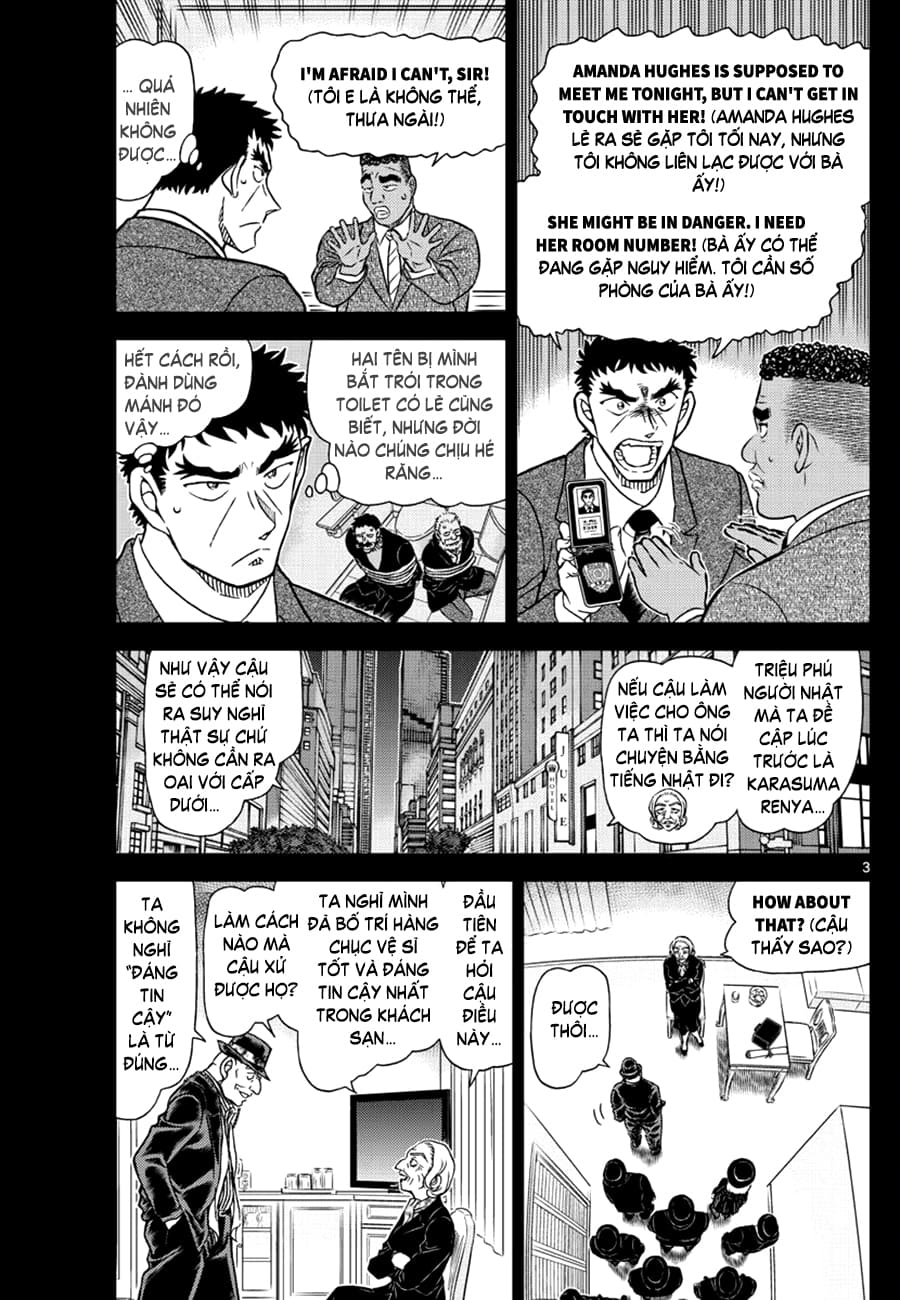 AMANDA HUGHES IS SUPPOSED TO
MEET ME TONIGHT, BUT I CAN'T GET IN
TOUCH WITH HER! (AMANDA HUGHES
LẼ RA SẼ GẶP TÔI TỐI NAY, NHƯNG
TÔI KHÔNG LIÊN LẠC ĐƯỢC VỚI BÀ
ẤY!)
SHE MIGHT BE IN DANGER. I NEED
HER ROOM NUMBER! (BÀ ẤY CÓ THỂ
ĐANG GẶP NGUY HIỂM. TÔI CẦN SỐ
PHÒNG CỦA BÀ ẤY!)
I'M AFRAID I CAN'T, SIR!
(TÔI E LÀ KHÔNG THỂ,
THƯA NGÀI!)
... QUẢ
NHIÊN
KHÔNG
ĐƯỢC...
HAI TÊN BỊ MÌNH
BẮT TRÓI TRONG
TOILET CÓ LẼ CŨNG
BIẾT, NHƯNG ĐỜI
NÀO CHÚNG CHỊU HÉ
RĂNG...
HẾT CÁCH RỒI,
ĐÀNH DÙNG
MÁNH ĐÓ
VẬY...
TRIỆU PHÚ
NGƯỜI NHẬT
MÀ TA ĐỀ
CẬP LÚC
TRƯỚC LÀ
KARASUMA
RENYA...
NẾU CẬU LÀM
VIỆC CHO ÔNG
TA THÌ TA NÓI
CHUYỆN BẰNG
TIẾNG NHẬT ĐI?
JUKE
HOTEL
NHƯ VẬY CẬU
SẼ CÓ THỂ NÓI
RA SUY NGHĨ
THẬT SỰ CHỨ
KHÔNG CẦN RA
OAI VỚI CẤP
DƯỚI...
3
HOW ABOUT
THAT? (CẬU
THẤY SAO?)
ĐƯỢC
THÔI...
ĐẦU
TIÊN
ĐỂ TA
HỎI
CÂU
ĐIỀU
NÀY...
TA NGHĨ MÌNH
ĐÃ BỐ TRÍ HÀNG
CHỤC VỆ SĨ
TỐT VÀ ĐÁNG
TIN CẬY NHẤT
TRONG KHÁCH
SẠN...
LÀM CÁCH
NÀO MÀ
CẬU XỬ
ĐƯỢC HỌ?
TA
KHÔNG
NGHĨ
"ĐÁNG
TIN
CẬY"
LÀ TỪ
ĐÚNG...